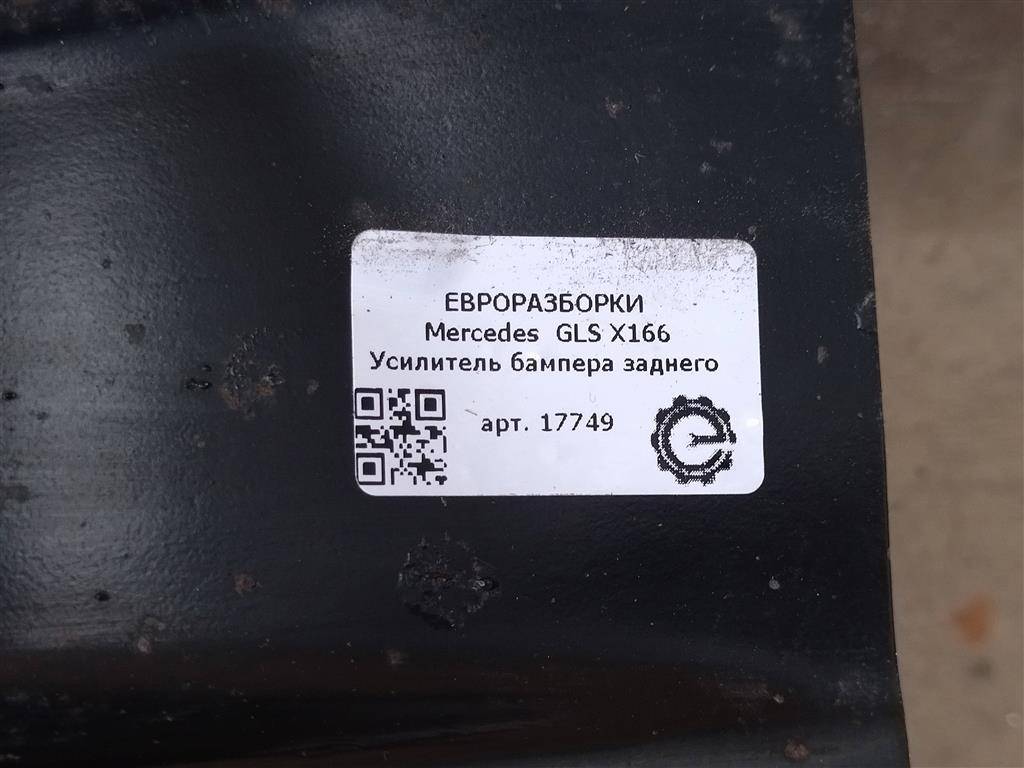 ЕВРОРАЗБОРКИ
Mercedes GLS X166
Усилитель бампера заднего
арт. 17749